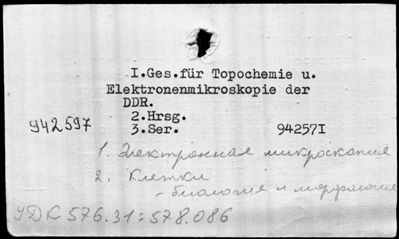 I.Ges.für Topochemie u.
Elektronenmikroskopie der
DDR.
2.Hrsg.
942597
3.Ser. 94257I
1. Электронная микроскопия
2. Клетки
- биология и морфология
УДК 576.31:578.086